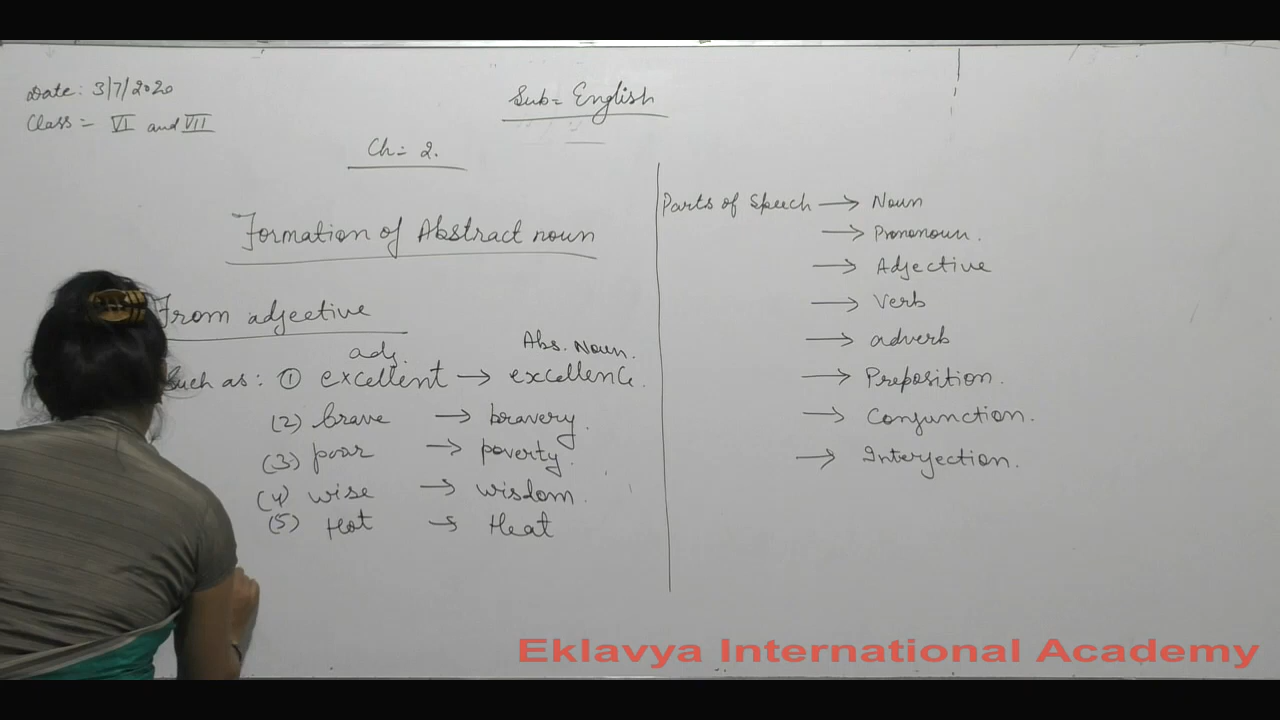 Date: 3/7/2020
Class = VI and VII
Sub = English
Ch = 2.
Formation of Abstract noun
From adjective
adj.
Abs. Noun.
Such as: ① excellent → excellence.
(2) brave → bravery.
(3) poor → poverty.
(4) wise → wisdom.
(5) Hot → Heat
Parts of Speech → Noun
→ Prononoun.
→ Adjective
→ Verb
→ adverb
→ Preposition.
→ Conjunction.
→ Interjection.
Eklavya International Academy